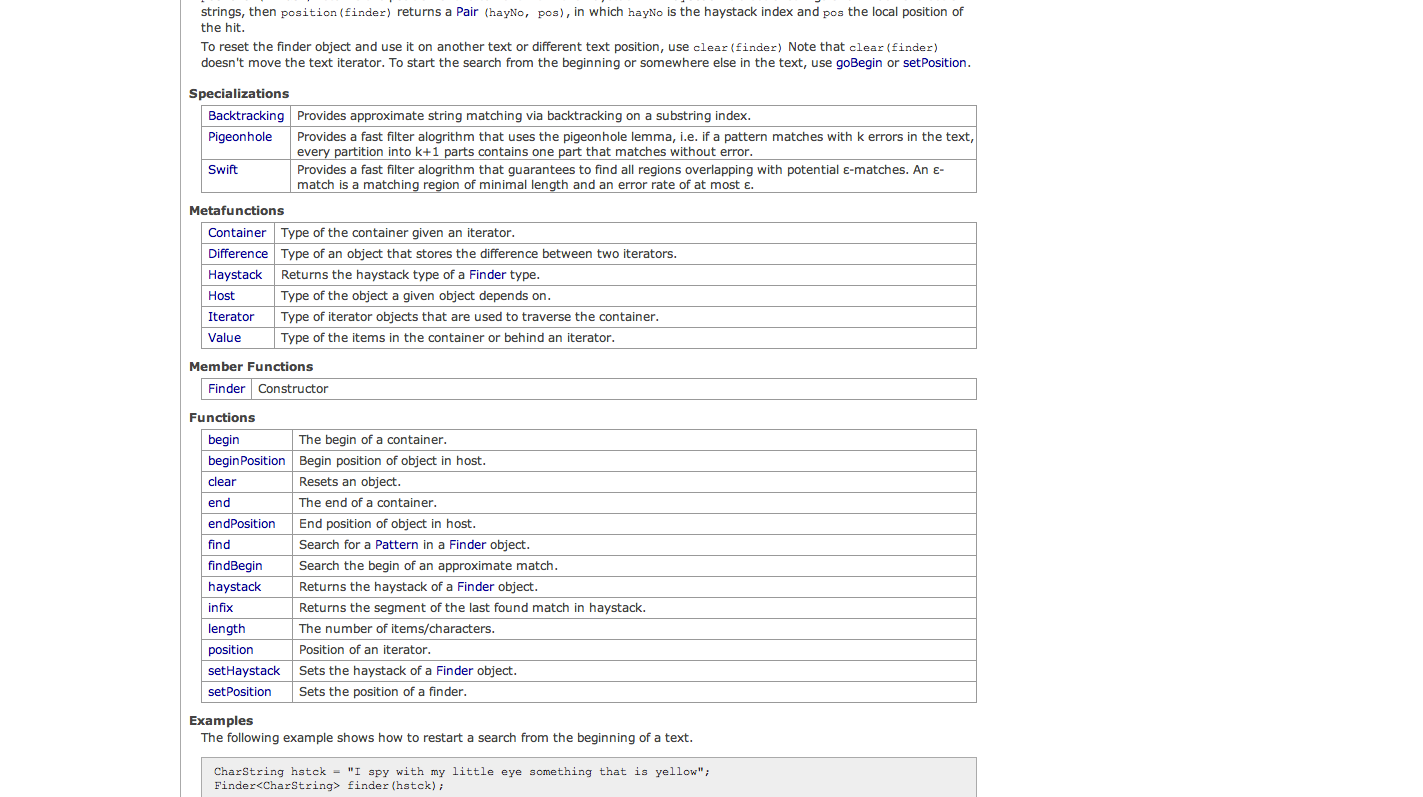 strings, then position(finder) returns a Pair (hayNo, pos), in which hayNo is the haystack index and pos the local position of
the hit.
To reset the finder object and use it on another text or different text position, use clear(finder) Note that clear(finder)
doesn't move the text iterator. To start the search from the beginning or somewhere else in the text, use goBegin or setPosition.
Specializations
Backtracking Provides approximate string matching via backtracking on a substring index.
Pigeonhole Provides a fast filter alogrithm that uses the pigeonhole lemma, i.e. if a pattern matches with k errors in the text,
every partition into k+1 parts contains one part that matches without error.
Swift Provides a fast filter alogrithm that guarantees to find all regions overlapping with potential ε-matches. An ε-
match is a matching region of minimal length and an error rate of at most ε.
Metafunctions
Container Type of the container given an iterator.
Difference Type of an object that stores the difference between two iterators.
Haystack Returns the haystack type of a Finder type.
Host Type of the object a given object depends on.
Iterator Type of iterator objects that are used to traverse the container.
Value Type of the items in the container or behind an iterator.
Member Functions
Finder Constructor
Functions
begin The begin of a container.
beginPosition Begin position of object in host.
clear Resets an object.
end The end of a container.
endPosition End position of object in host.
find Search for a Pattern in a Finder object.
findBegin Search the begin of an approximate match.
haystack Returns the haystack of a Finder object.
infix Returns the segment of the last found match in haystack.
length The number of items/characters.
position Position of an iterator.
setHaystack Sets the haystack of a Finder object.
setPosition Sets the position of a finder.
Examples
The following example shows how to restart a search from the beginning of a text.
CharString hstck = "I spy with my little eye something that is yellow";
Finder<CharString> finder(hstck);